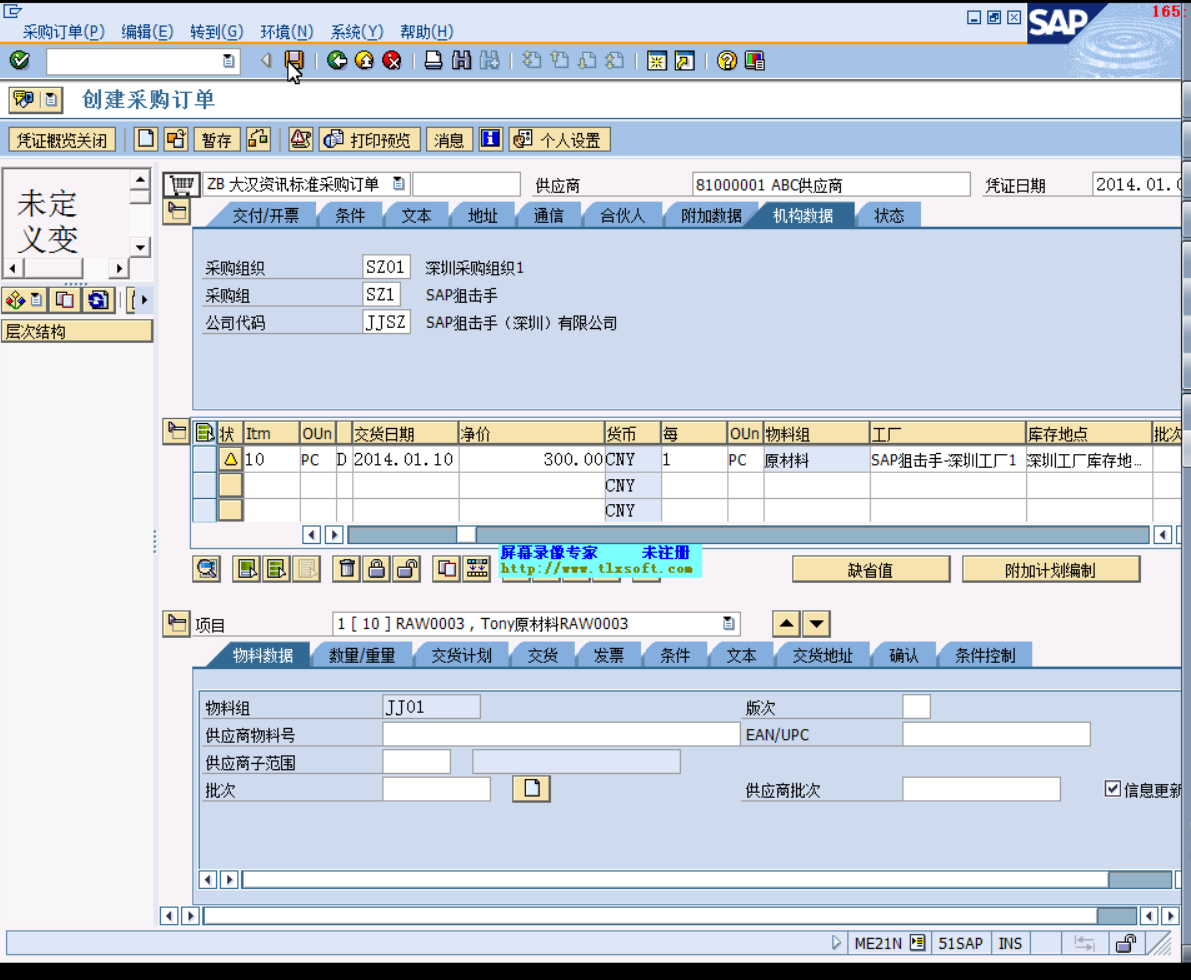 165
采购订单(P) 编辑(E) 转到(G) 环境(N) 系统(Y) 帮助(H)
SAP
创建采购订单
凭证概览关闭 暂存 打印预览 消息 个人设置
未定
义变
层次结构
ZB 大汉资讯标准采购订单 供应商 81000001 ABC供应商 凭证日期 2014.01.
交付/开票 条件 文本 地址 通信 合伙人 附加数据 机构数据 状态
采购组织 SZ01 深圳采购组织1
采购组 SZ1 SAP狙击手
公司代码 JJSZ SAP狙击手（深圳）有限公司
状 Itm OUn 交货日期 净价 货币 每 OUn 物料组 工厂 库存地点 批次
10 PC D 2014.01.10 300.00 CNY 1 PC 原材料 SAP狙击手-深圳工厂1 深圳工厂库存地…
CNY
CNY
屏幕录像专家 未注册
http://www.tlxsoft.com
缺省值 附加计划编制
项目 1 [ 10 ] RAW0003 , Tony原材料RAW0003
物料数据 数量/重量 交货计划 交货 发票 条件 文本 交货地址 确认 条件控制
物料组 JJ01 版次
供应商物料号 EAN/UPC
供应商子范围
批次 供应商批次 信息更新
ME21N 51SAP INS